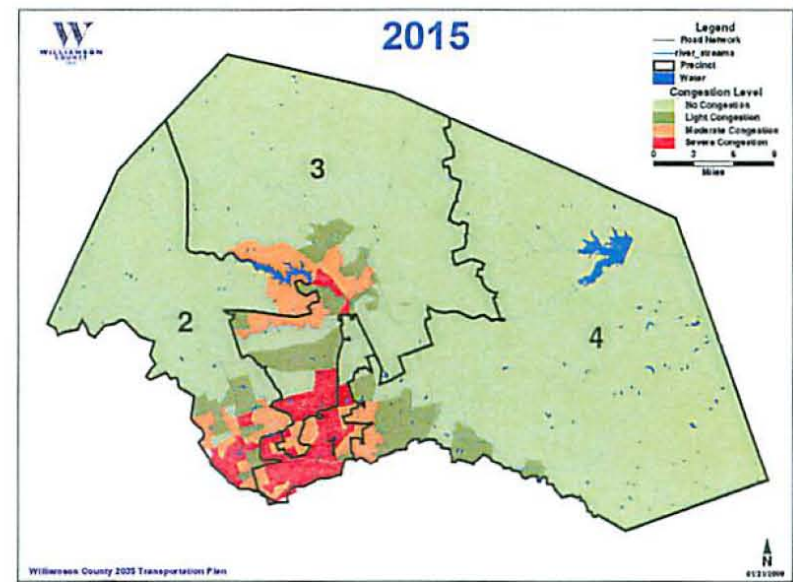 WILLIAMSON
COUNTY
2015
Legend
Road Network
river_streams
Precinct
Water
Congestion Level
No Congestion
Light Congestion
Moderate Congestion
Severe Congestion
0 3 6 9
Miles
3
2
4
N
Williamson County 2035 Transportation Plan